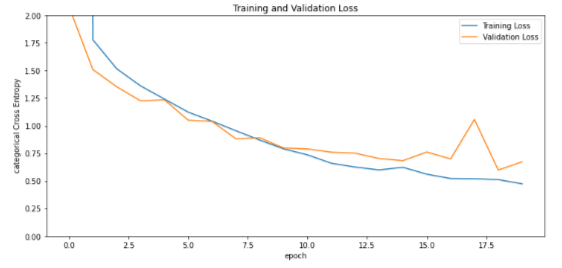 Training and Validation Loss
Training Loss
Validation Loss
categorical Cross Entropy
2.00
1.75
1.50
1.25
1.00
0.75
0.50
0.25
0.00
0.0 2.5 5.0 7.5 10.0 12.5 15.0 17.5
epoch